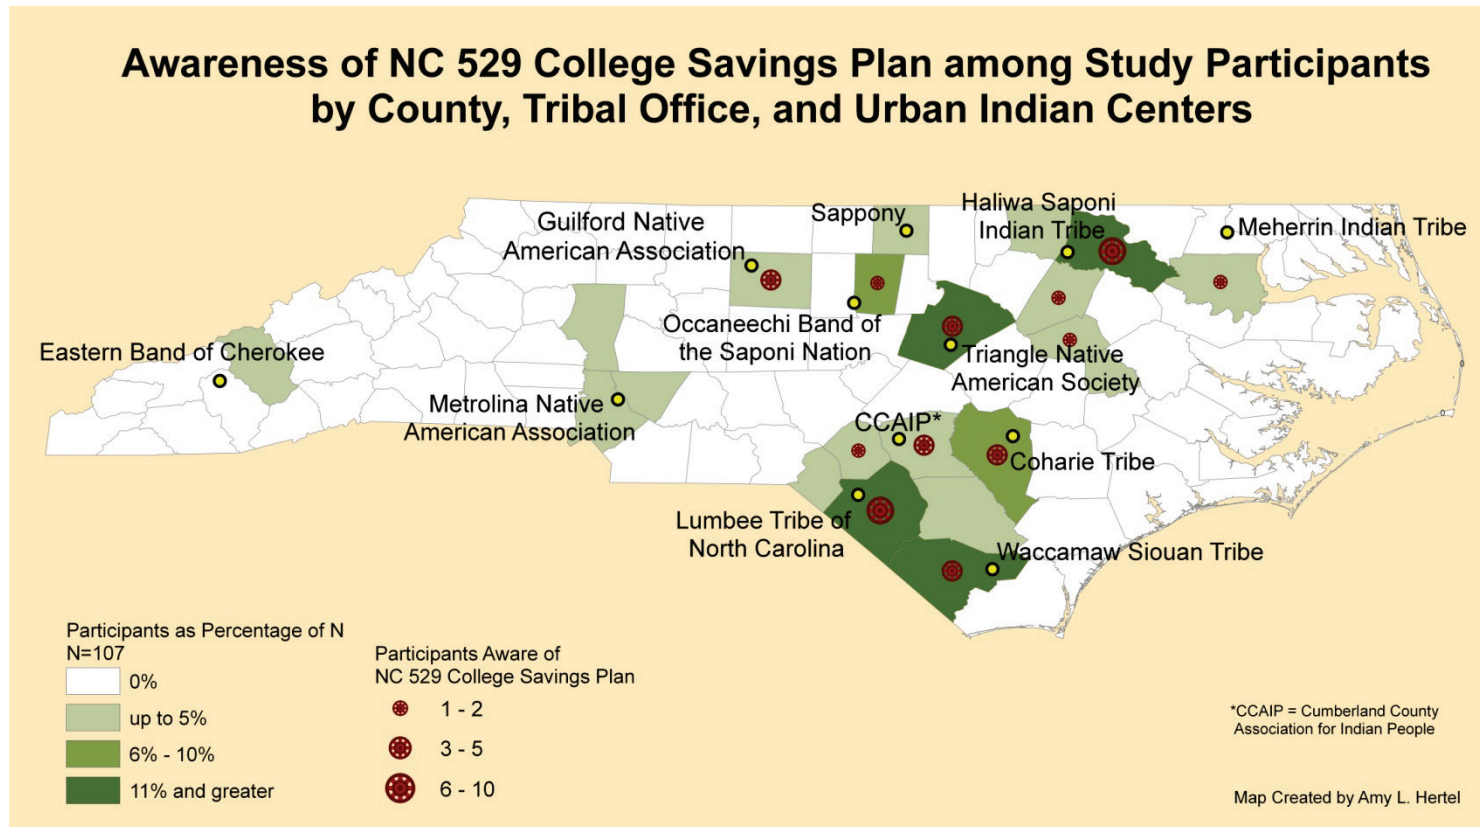 Awareness of NC 529 College Savings Plan among Study Participants
by County, Tribal Office, and Urban Indian Centers
Guilford Native
American Association
Sappony
Haliwa Saponi
Indian Tribe
Meherrin Indian Tribe
Eastern Band of Cherokee
Occaneechi Band of
the Saponi Nation
Triangle Native
American Society
Metrolina Native
American Association
CCAIP*
Coharie Tribe
Lumbee Tribe of
North Carolina
Waccamaw Siouan Tribe
Participants as Percentage of N
N=107
0%
up to 5%
6% - 10%
11% and greater
Participants Aware of
NC 529 College Savings Plan
1 - 2
3 - 5
6 - 10
*CCAIP = Cumberland County
Association for Indian People
Map Created by Amy L. Hertel